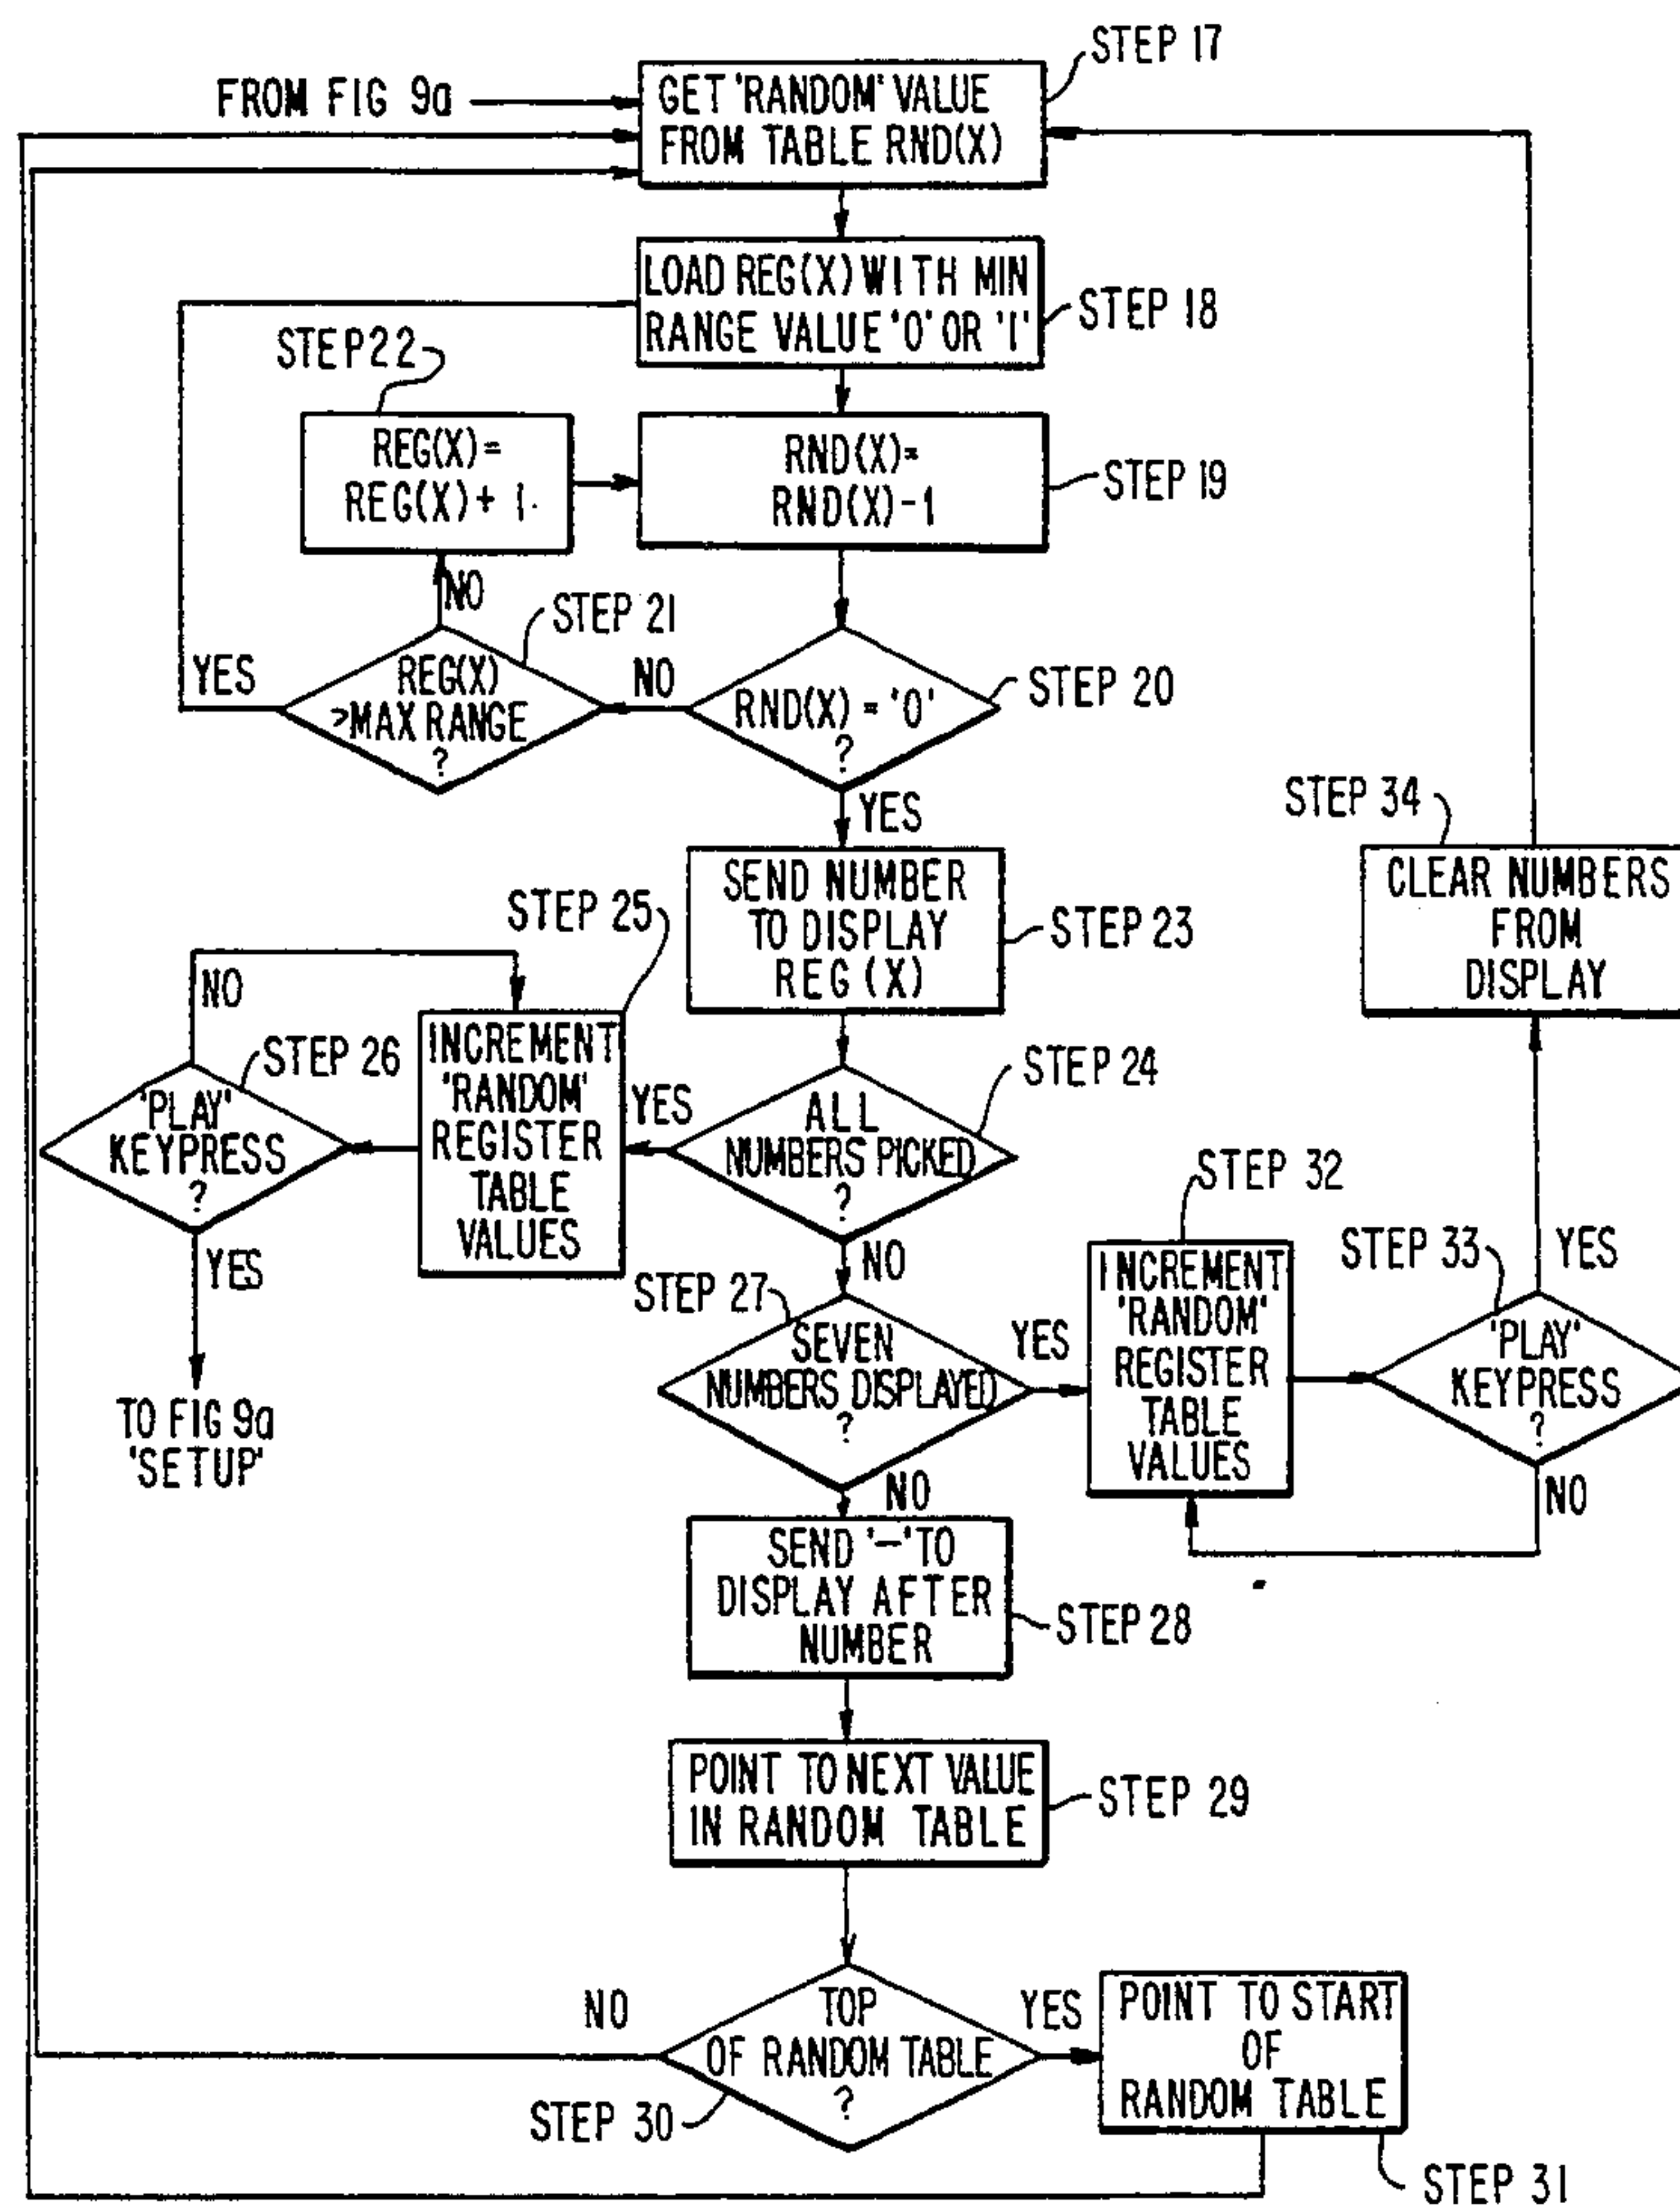 STEP 17
FROM FIG 9a
GET 'RANDOM' VALUE
FROM TABLE RND(X)
LOAD REG(X) WITH MIN
RANGE VALUE '0' OR '1'
STEP 18
STEP 22
REG(X)=
REG(X)+ 1
RND(X)=
RND(X)-1
STEP 19
NO
STEP 21
YES
REG(X)
>MAX RANGE
?
NO
RND(X) = '0'
?
STEP 20
YES
SEND NUMBER
TO DISPLAY
REG (X)
STEP 23
STEP 34
CLEAR NUMBERS
FROM
DISPLAY
STEP 25
NO
INCREMENT
'RANDOM'
REGISTER
TABLE
VALUES
STEP 26
'PLAY'
KEYPRESS
?
YES
TO FIG 9a
'SETUP'
YES
STEP 24
ALL
NUMBERS PICKED
?
NO
STEP 27
SEVEN
NUMBERS DISPLAYED
?
YES
STEP 32
INCREMENT
'RANDOM'
REGISTER
TABLE
VALUES
STEP 33
YES
'PLAY'
KEYPRESS
?
NO
NO
SEND '—' TO
DISPLAY AFTER
NUMBER
STEP 28
POINT TO NEXT VALUE
IN RANDOM TABLE
STEP 29
NO
TOP
OF RANDOM TABLE
?
STEP 30
YES
POINT TO START
OF
RANDOM TABLE
STEP 31